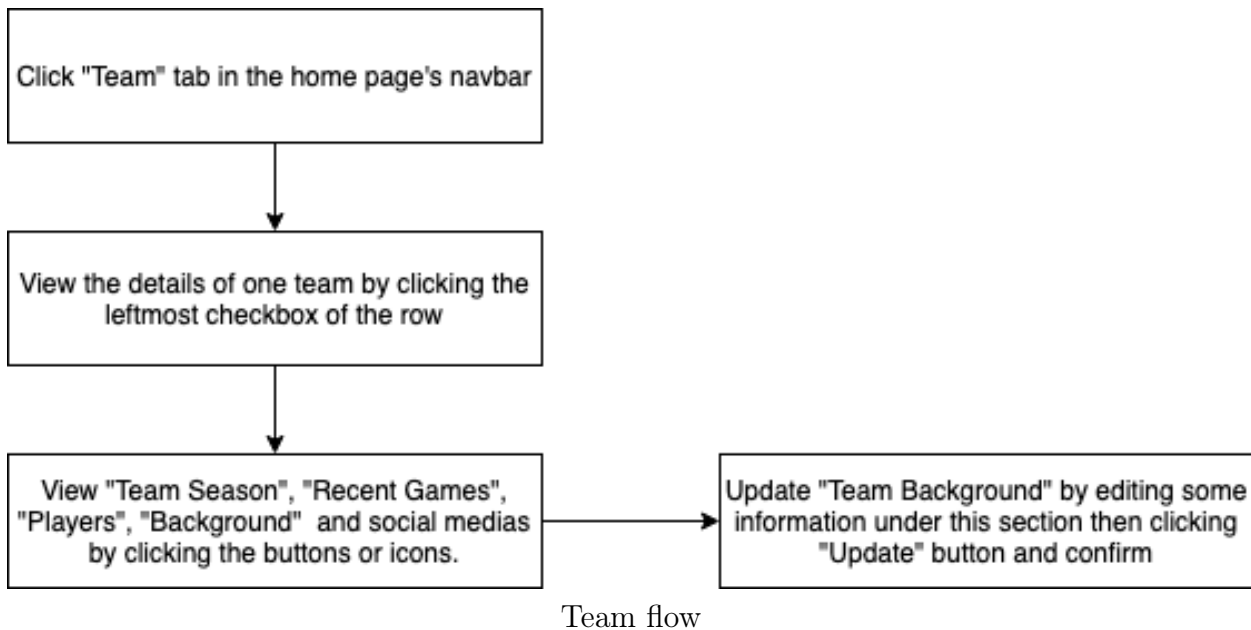 Click "Team" tab in the home page's navbar
View the details of one team by clicking the
leftmost checkbox of the row
View "Team Season", "Recent Games",
"Players", "Background" and social medias
by clicking the buttons or icons.
Update "Team Background" by editing some
information under this section then clicking
"Update" button and confirm
Team flow